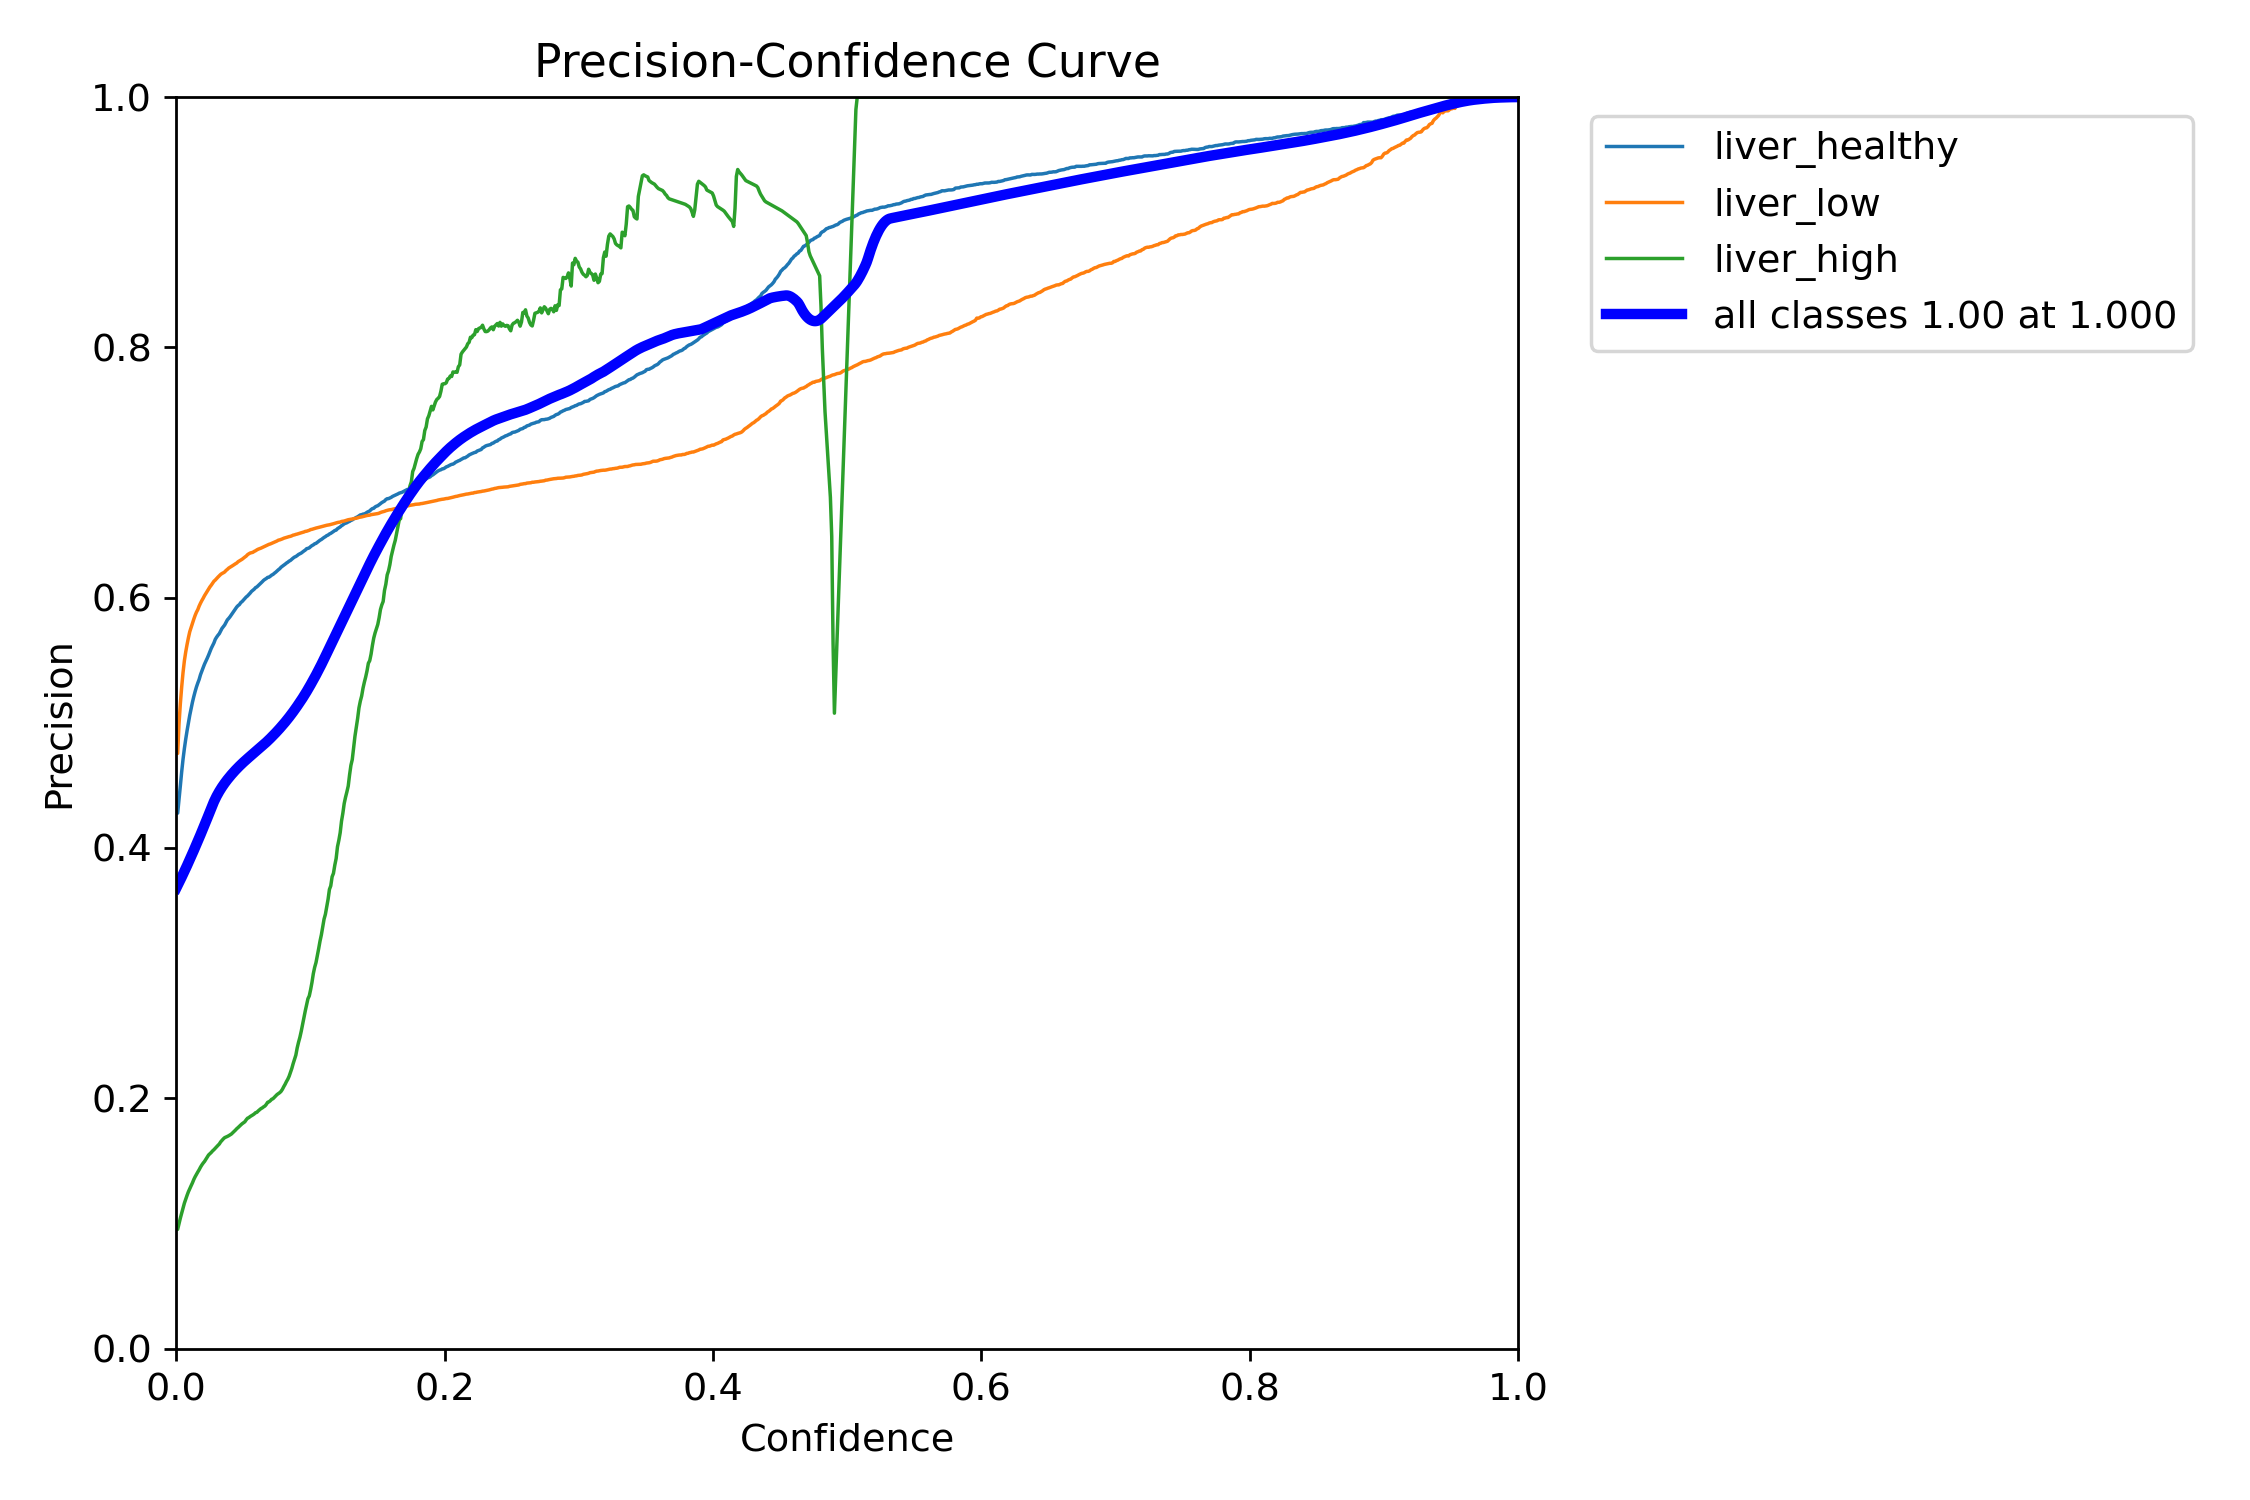 Precision-Confidence Curve
1.0
0.8
0.6
0.4
0.2
0.0
Precision
0.0 0.2 0.4 0.6 0.8 1.0
Confidence
liver_healthy
liver_low
liver_high
all classes 1.00 at 1.000